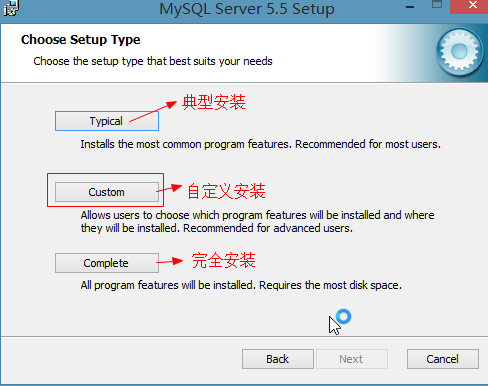 MySQL Server 5.5 Setup
Choose Setup Type
Choose the setup type that best suits your needs
Typical
典型安装
Installs the most common program features. Recommended for most users.
Custom
自定义安装
Allows users to choose which program features will be installed and where
they will be installed. Recommended for advanced users.
Complete
完全安装
All program features will be installed. Requires the most disk space.
Back
Next
Cancel